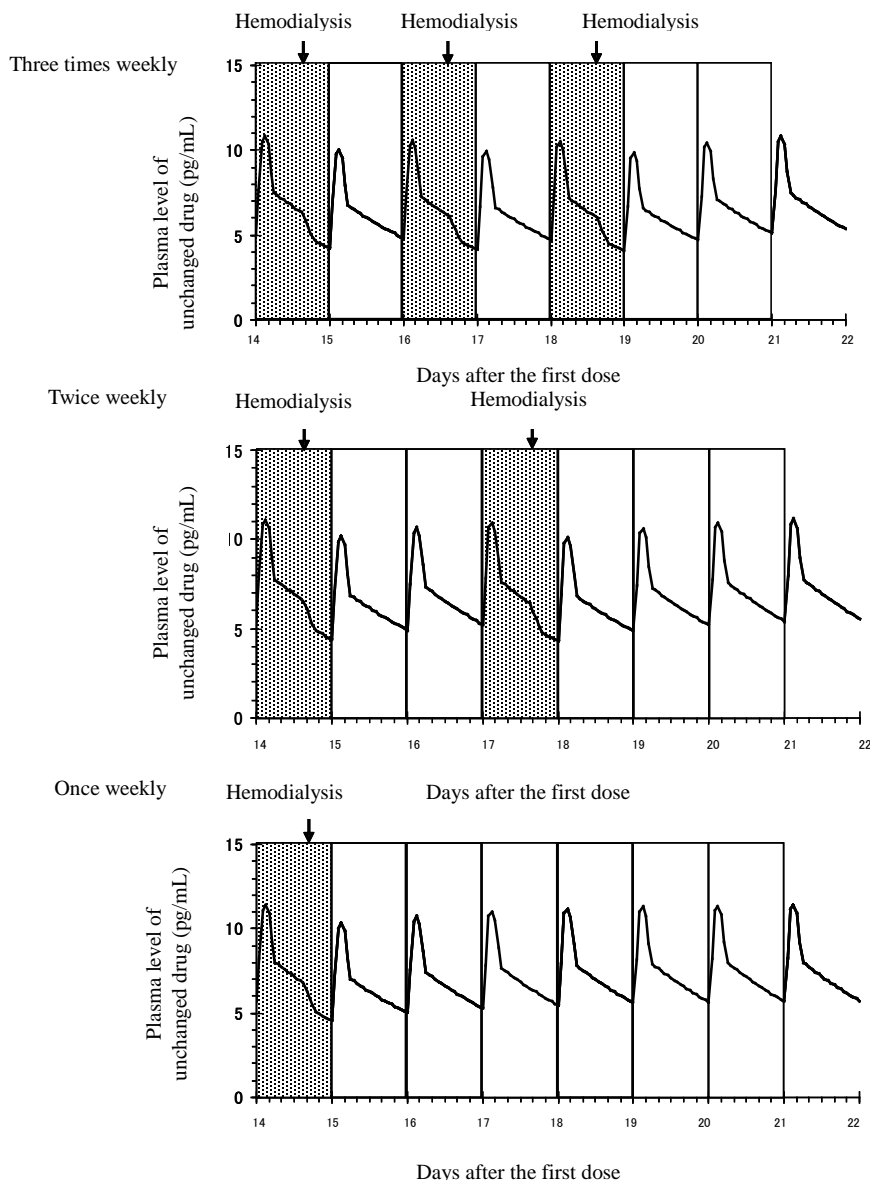 Hemodialysis Hemodialysis Hemodialysis
Three times weekly
Plasma level of
unchanged drug (pg/mL)
15
10
5
0
14 15 16 17 18 19 20 21 22
Days after the first dose
Twice weekly
Hemodialysis Hemodialysis
Plasma level of
unchanged drug (pg/mL)
15
10
5
0
14 15 16 17 18 19 20 21 22
Once weekly
Hemodialysis
Days after the first dose
Plasma level of
unchanged drug (pg/mL)
15
10
5
0
14 15 16 17 18 19 20 21 22
Days after the first dose